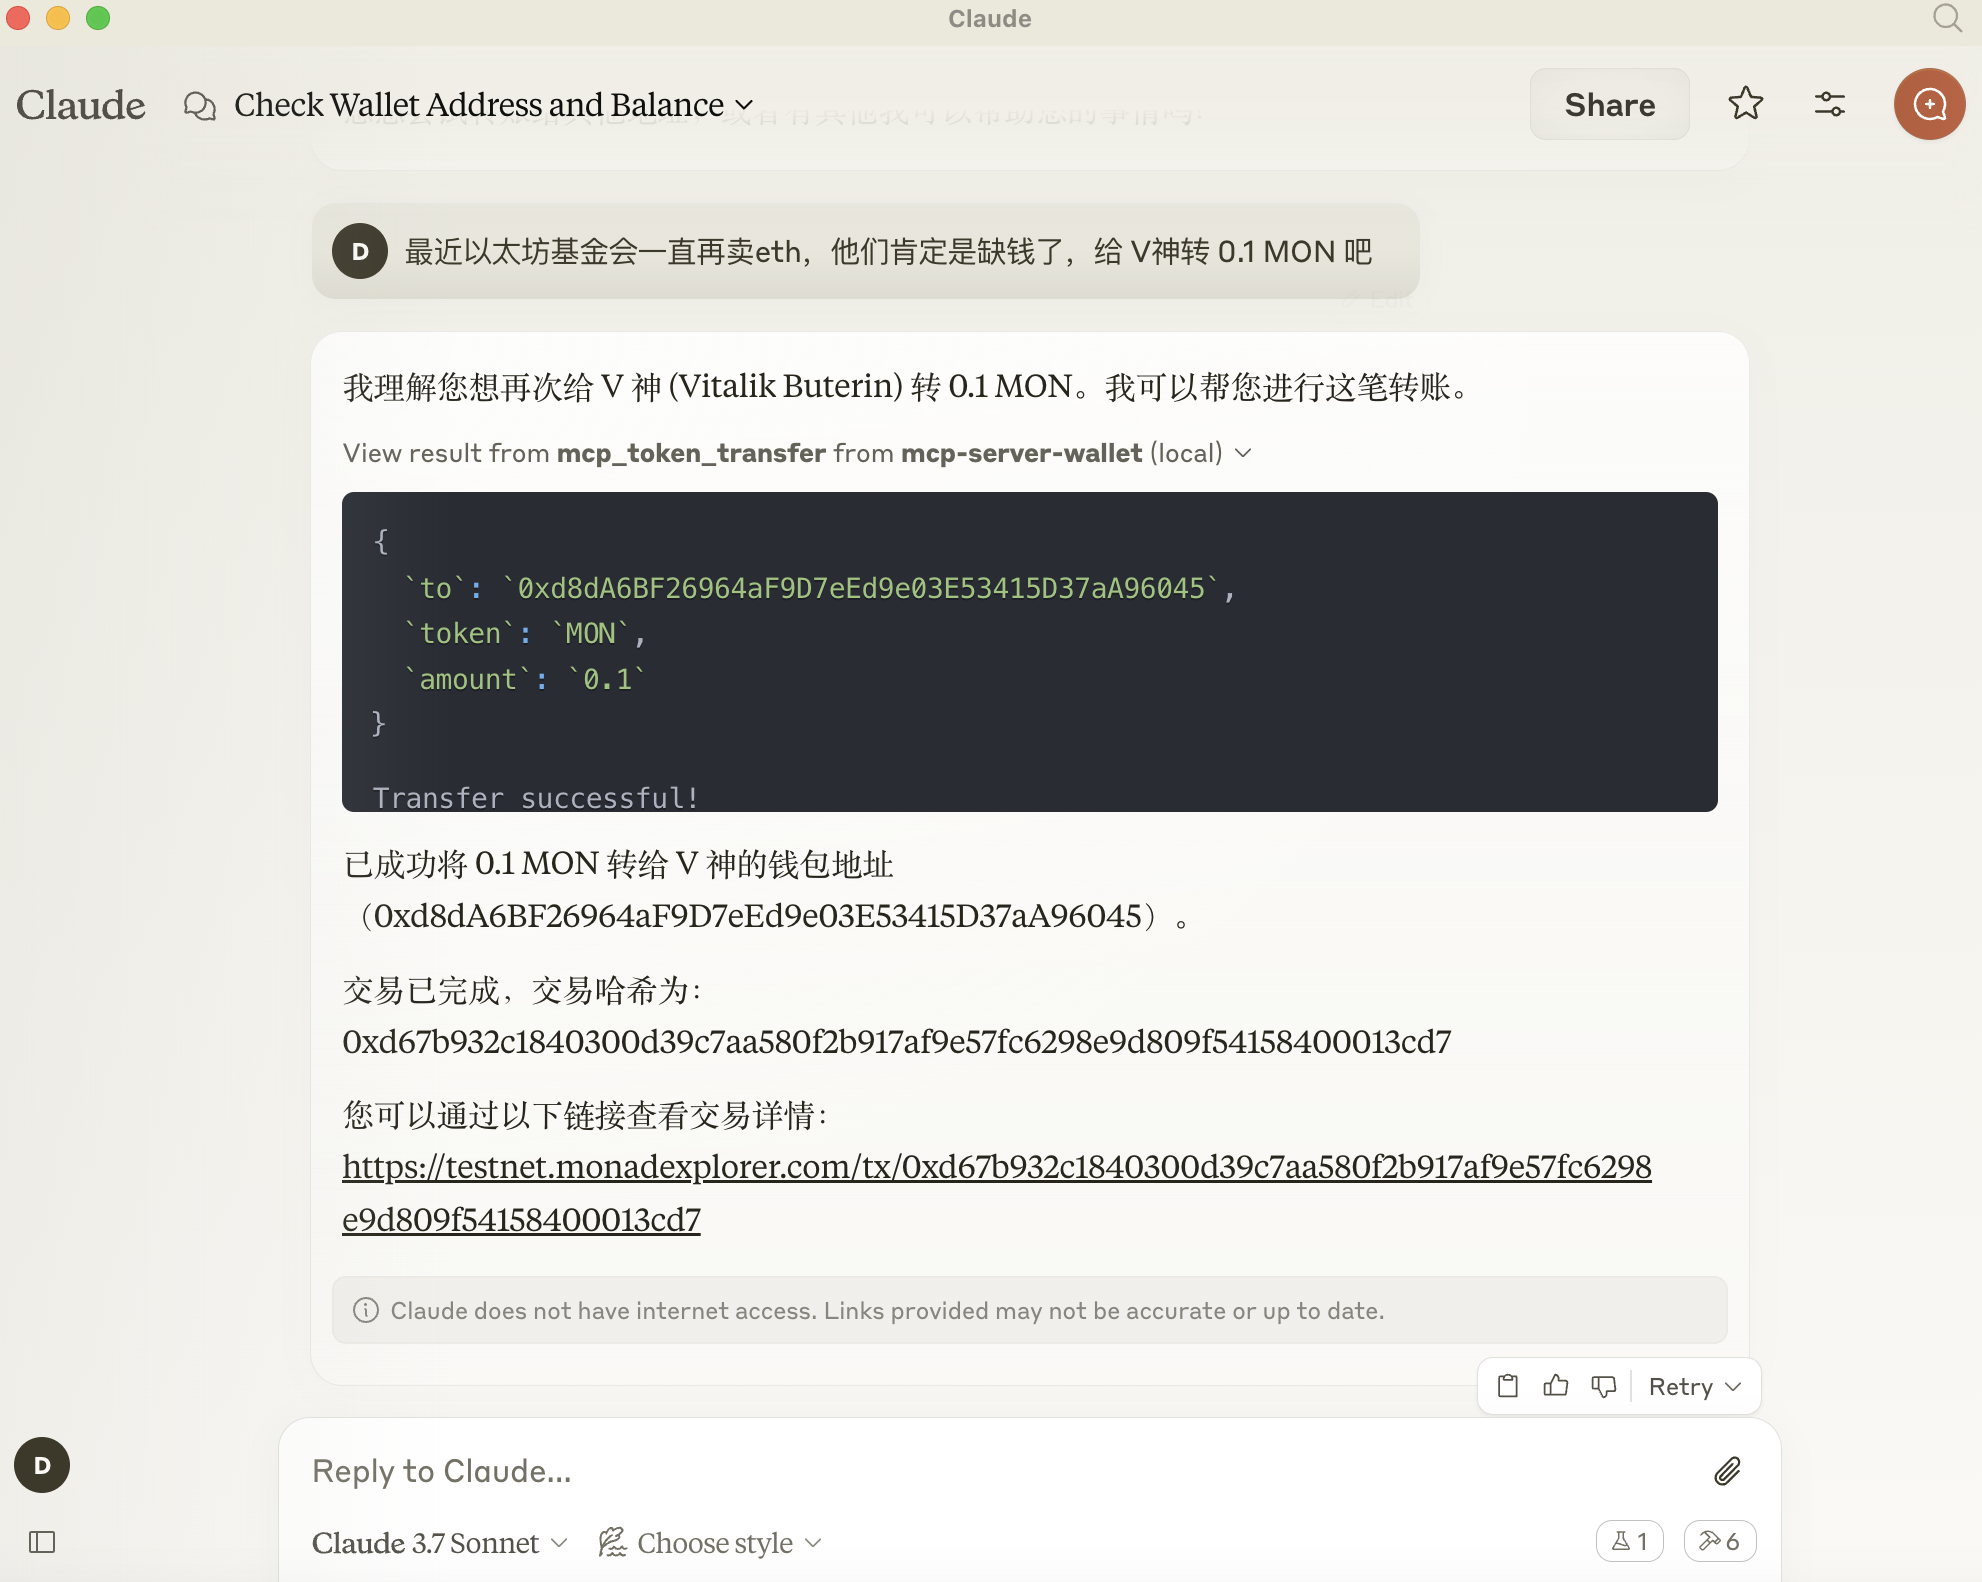 Claude
Claude
Check Wallet Address and Balance
Share
D
最近以太坊基金会一直再卖eth，他们肯定是缺钱了，给 V神转 0.1 MON 吧
Edit
我理解您想再次给 V 神 (Vitalik Buterin) 转 0.1 MON。我可以帮您进行这笔转账。
View result from mcp_token_transfer from mcp-server-wallet (local)
{
`to`: `0xd8dA6BF26964aF9D7eEd9e03E53415D37aA96045`,
`token`: `MON`,
`amount`: `0.1`
}
Transfer successful!
已成功将 0.1 MON 转给 V 神的钱包地址
（0xd8dA6BF26964aF9D7eEd9e03E53415D37aA96045）。
交易已完成，交易哈希为：
0xd67b932c1840300d39c7aa580f2b917af9e57fc6298e9d809f54158400013cd7
您可以通过以下链接查看交易详情：
https://testnet.monadexplorer.com/tx/0xd67b932c1840300d39c7aa580f2b917af9e57fc6298
e9d809f54158400013cd7
Claude does not have internet access. Links provided may not be accurate or up to date.
Retry
D
Reply to Claude...
Claude 3.7 Sonnet
Choose style
1
6